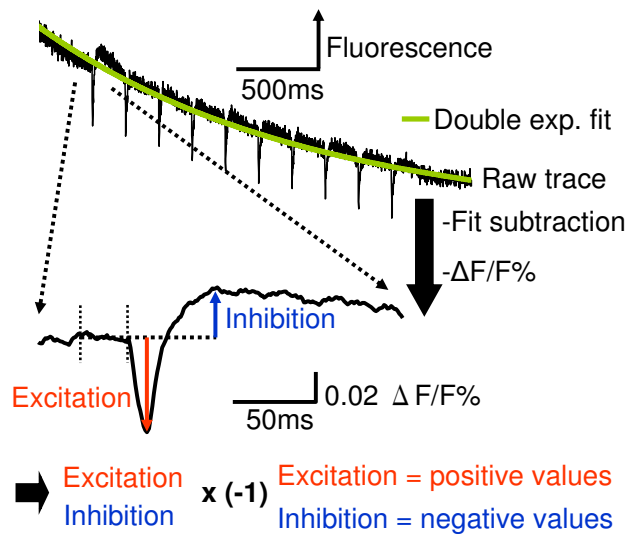 Fluorescence
500ms
Double exp. fit
Raw trace
-Fit subtraction
-ΔF/F%
Inhibition
Excitation
0.02 Δ F/F%
50ms
Excitation
Inhibition
x (-1)
Excitation = positive values
Inhibition = negative values